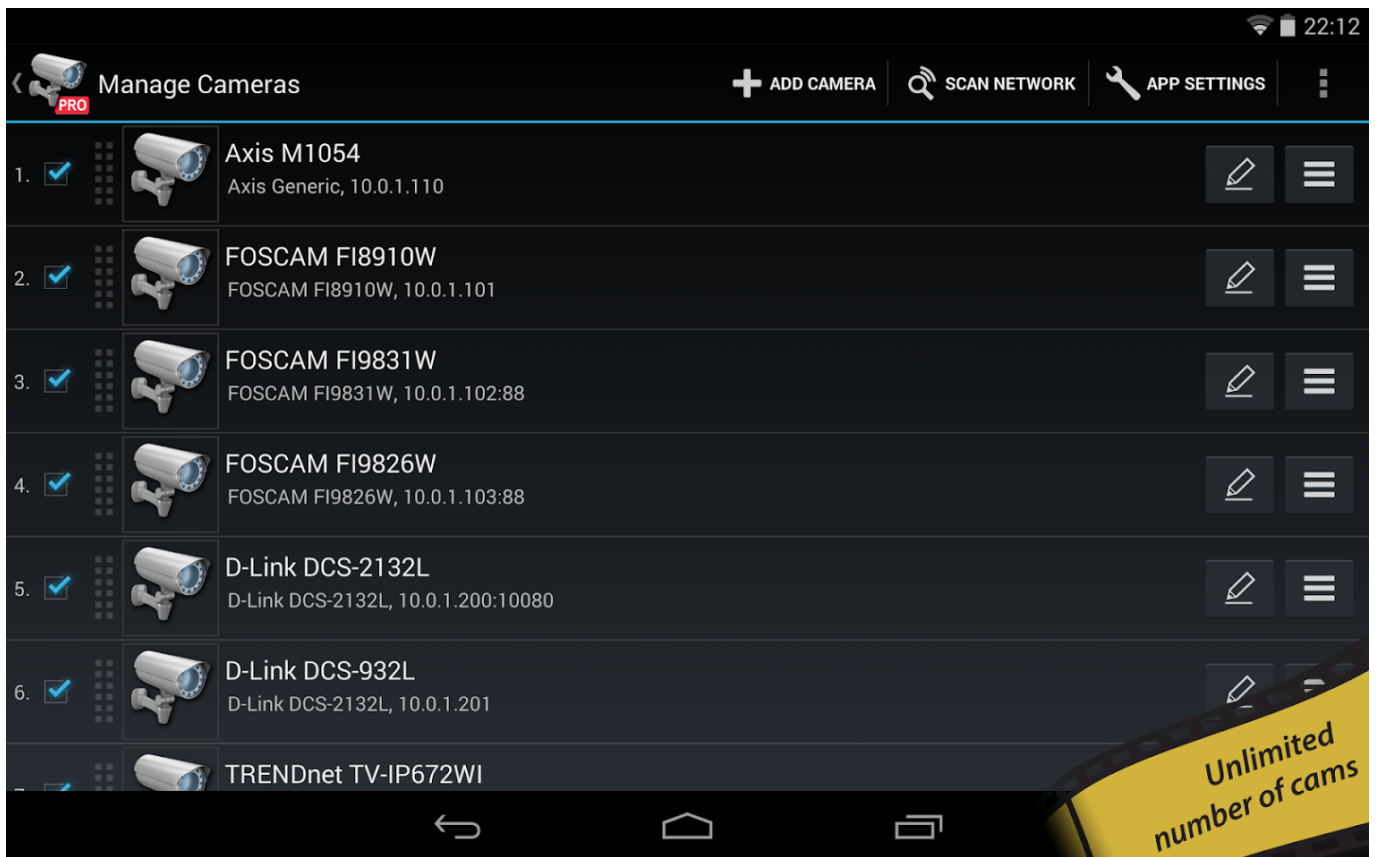 22:12
PRO
Manage Cameras
ADD CAMERA
SCAN NETWORK
APP SETTINGS
1.
Axis M1054
Axis Generic, 10.0.1.110
2.
FOSCAM FI8910W
FOSCAM FI8910W, 10.0.1.101
3.
FOSCAM FI9831W
FOSCAM FI9831W, 10.0.1.102:88
4.
FOSCAM FI9826W
FOSCAM FI9826W, 10.0.1.103:88
5.
D-Link DCS-2132L
D-Link DCS-2132L, 10.0.1.200:10080
6.
D-Link DCS-932L
D-Link DCS-2132L, 10.0.1.201
TRENDnet TV-IP672WI
Unlimited
number of cams